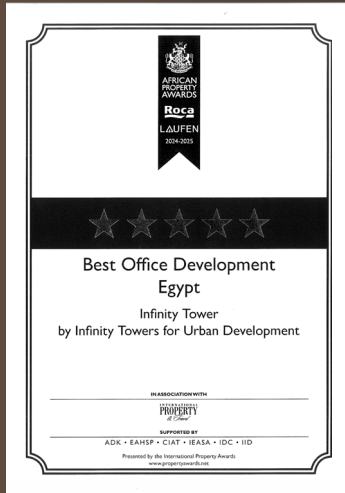 AFRICAN
PROPERTY
AWARDS
Roca
LAUFEN
2024-2025
Best Office Development
Egypt
Infinity Tower
by Infinity Towers for Urban Development
IN ASSOCIATION WITH
INTERNATIONAL
PROPERTY
& Travel
SUPPORTED BY
ADK • EAHSP • CIAT • IEASA • IDC • IID
Presented by the International Property Awards
www.propertyawards.net